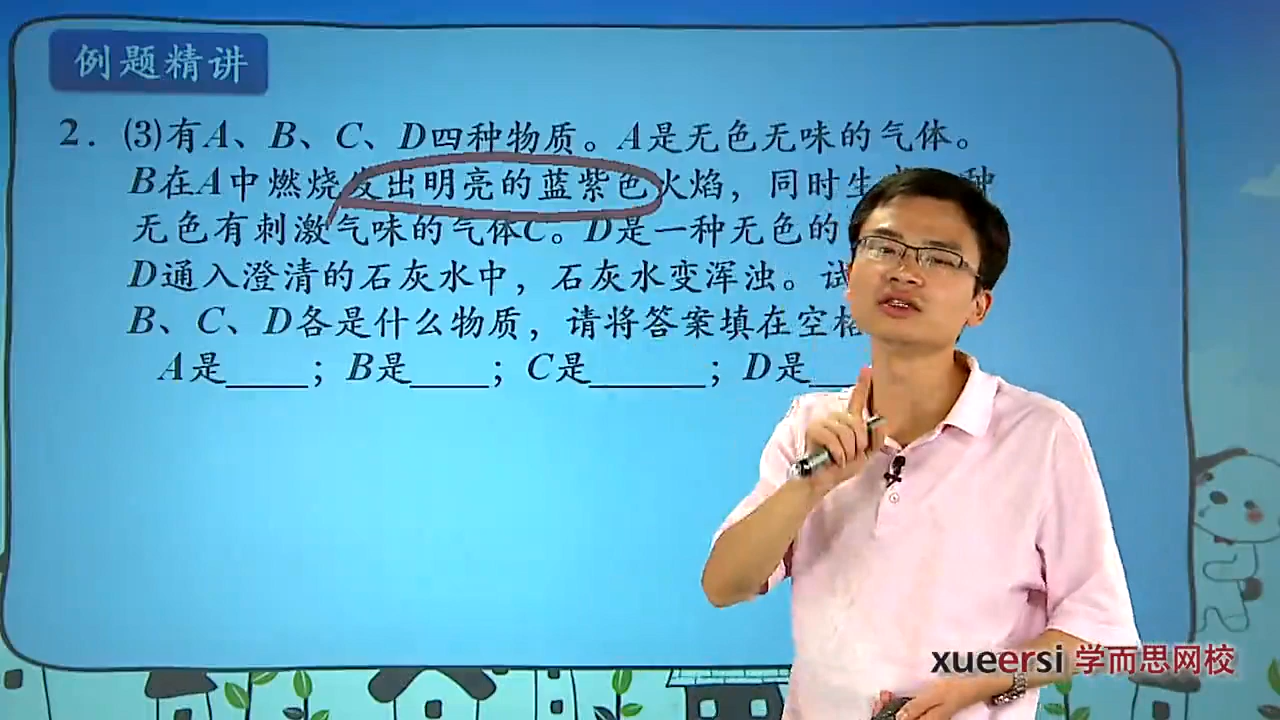 例题精讲
2．(3)有A、B、C、D四种物质。A是无色无味的气体。
B在A中燃烧发出明亮的蓝紫色火焰，同时生 种
无色有刺激气味的气体C。D是一种无色的
D通入澄清的石灰水中，石灰水变浑浊。试
B、C、D各是什么物质，请将答案填在空格
A是____；B是____；C是______；D是___
xueersi 学而思网校